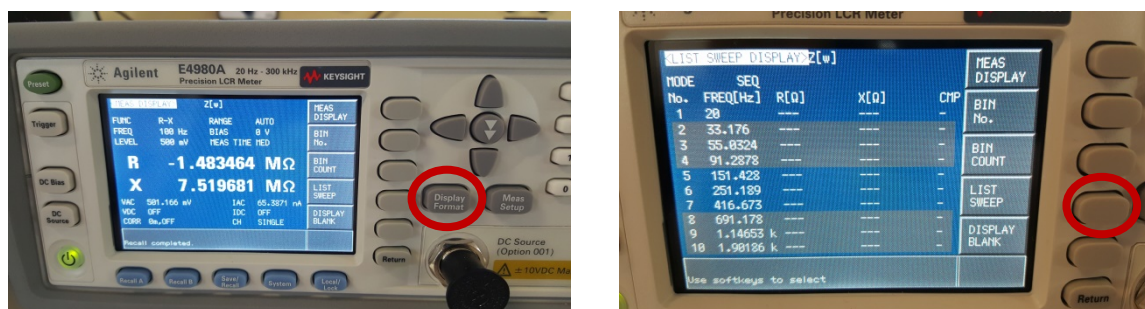 Agilent E4980A 20 Hz - 300 kHz
Precision LCR Meter
KEYSIGHT
Preset
Trigger
DC Bias
DC
Source
<MEAS DISPLAY> Z[ψ]
FUNC R-X RANGE AUTO
FREQ 100 Hz BIAS 0 V
LEVEL 500 mV MEAS TIME MED
R -1.483464 MΩ
X 7.519681 MΩ
VAC 501.166 mV IAC 65.3871 nA
VDC OFF IDC OFF
CORR 0m,OFF CH SINGLE
Recall completed.
MEAS
DISPLAY
BIN
No.
BIN
COUNT
LIST
SWEEP
DISPLAY
BLANK
Display
Format
Meas
Setup
Return
DC Source
(Option 001)
±10VDC Ma
Recall A
Recall B
Save/
Recall
System
Local/
Lock
1
0
Precision LCR Meter
<LIST SWEEP DISPLAY>Z[ψ]
MODE SEQ
No. FREQ[Hz] R[Ω] X[Ω] CMP
1 20 --- --- -
2 33.176 --- --- -
3 55.0324 --- --- -
4 91.2878 --- --- -
5 151.428 --- --- -
6 251.189 --- --- -
7 416.673 --- --- -
8 691.178 --- --- -
9 1.14653 k --- --- -
10 1.90186 k --- --- -
Use softkeys to select
MEAS
DISPLAY
BIN
No.
BIN
COUNT
LIST
SWEEP
DISPLAY
BLANK
Return